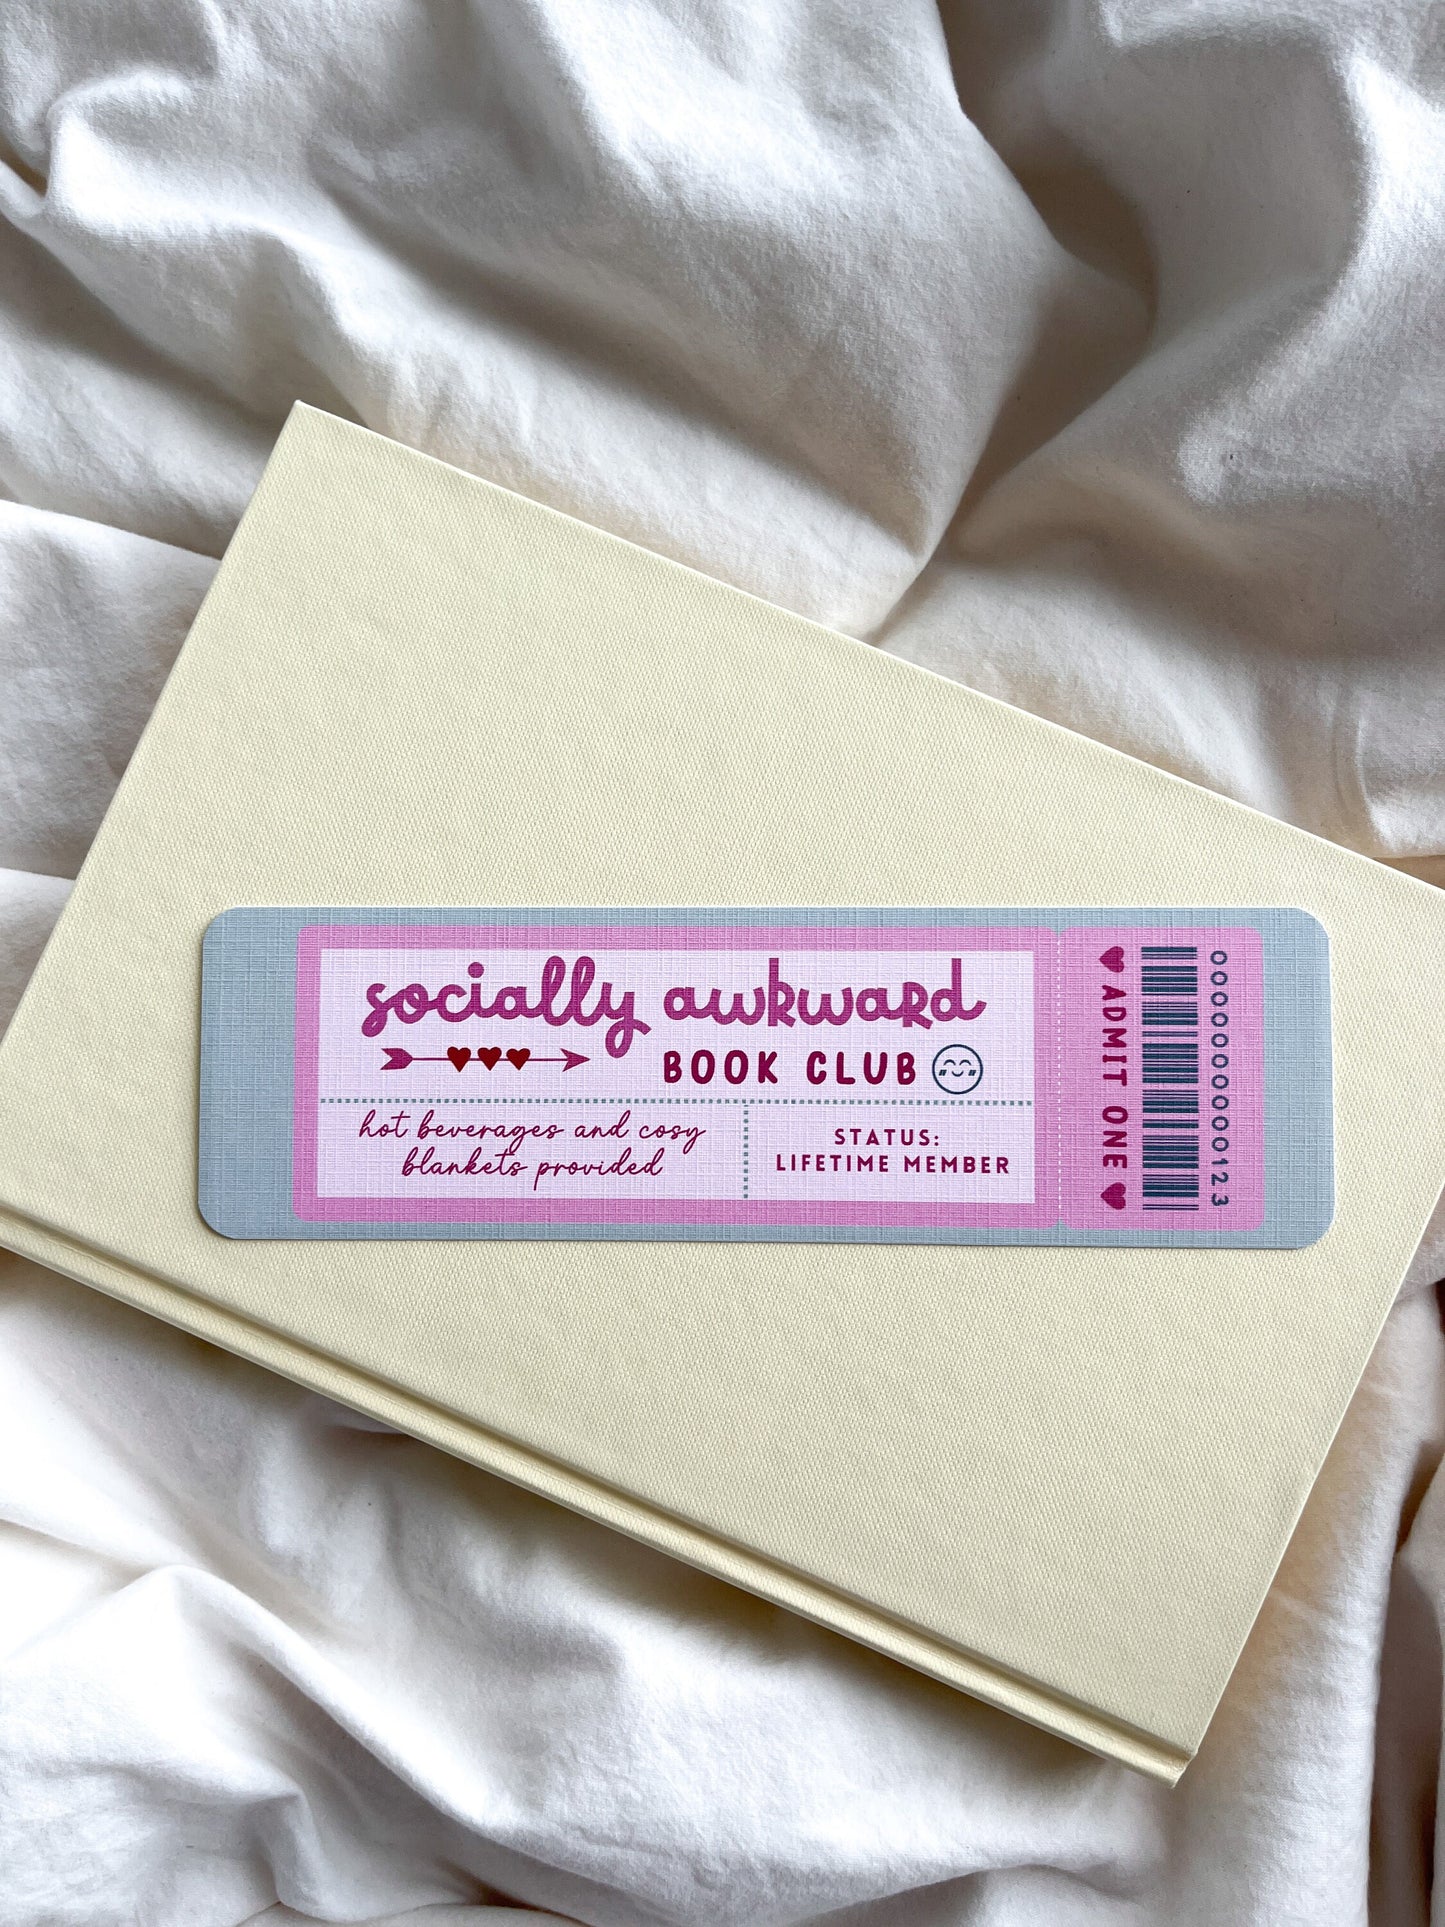 socially awkward
BOOK CLUB
hot beverages and cosy
blankets provided
STATUS:
LIFETIME MEMBER
ADMIT ONE
0000000000123